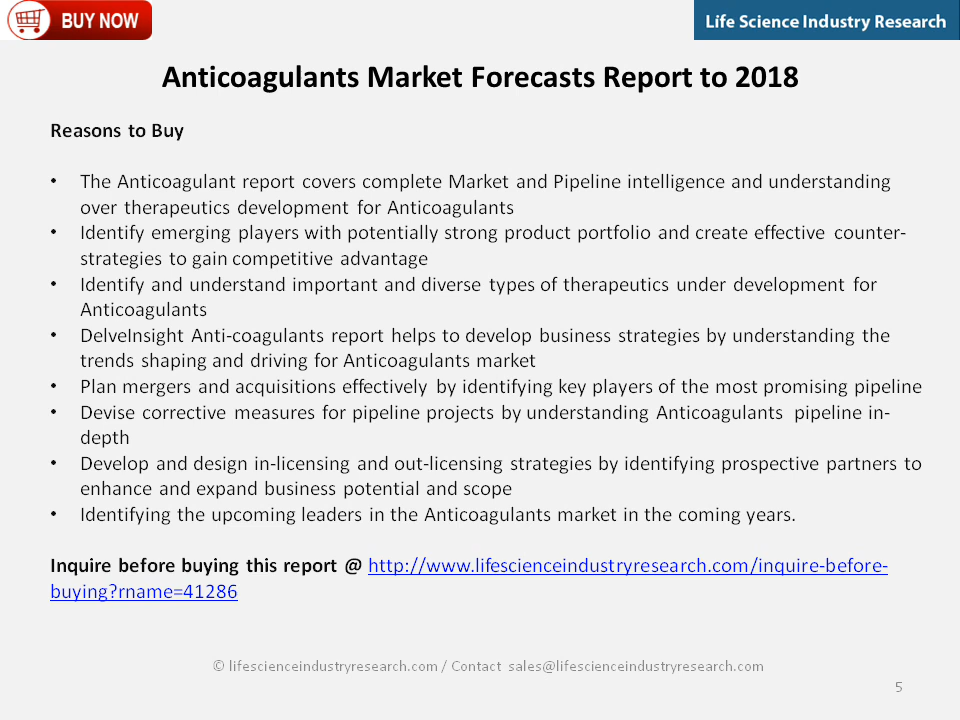 BUY NOW
Life Science Industry Research
Anticoagulants Market Forecasts Report to 2018
Reasons to Buy
• The Anticoagulant report covers complete Market and Pipeline intelligence and understanding
over therapeutics development for Anticoagulants
• Identify emerging players with potentially strong product portfolio and create effective counter-
strategies to gain competitive advantage
• Identify and understand important and diverse types of therapeutics under development for
Anticoagulants
• DelveInsight Anti-coagulants report helps to develop business strategies by understanding the
trends shaping and driving for Anticoagulants market
• Plan mergers and acquisitions effectively by identifying key players of the most promising pipeline
• Devise corrective measures for pipeline projects by understanding Anticoagulants pipeline in-
depth
• Develop and design in-licensing and out-licensing strategies by identifying prospective partners to
enhance and expand business potential and scope
• Identifying the upcoming leaders in the Anticoagulants market in the coming years.
Inquire before buying this report @ http://www.lifescienceindustryresearch.com/inquire-before-
buying?rname=41286
© lifescienceindustryresearch.com / Contact sales@lifescienceindustryresearch.com
5